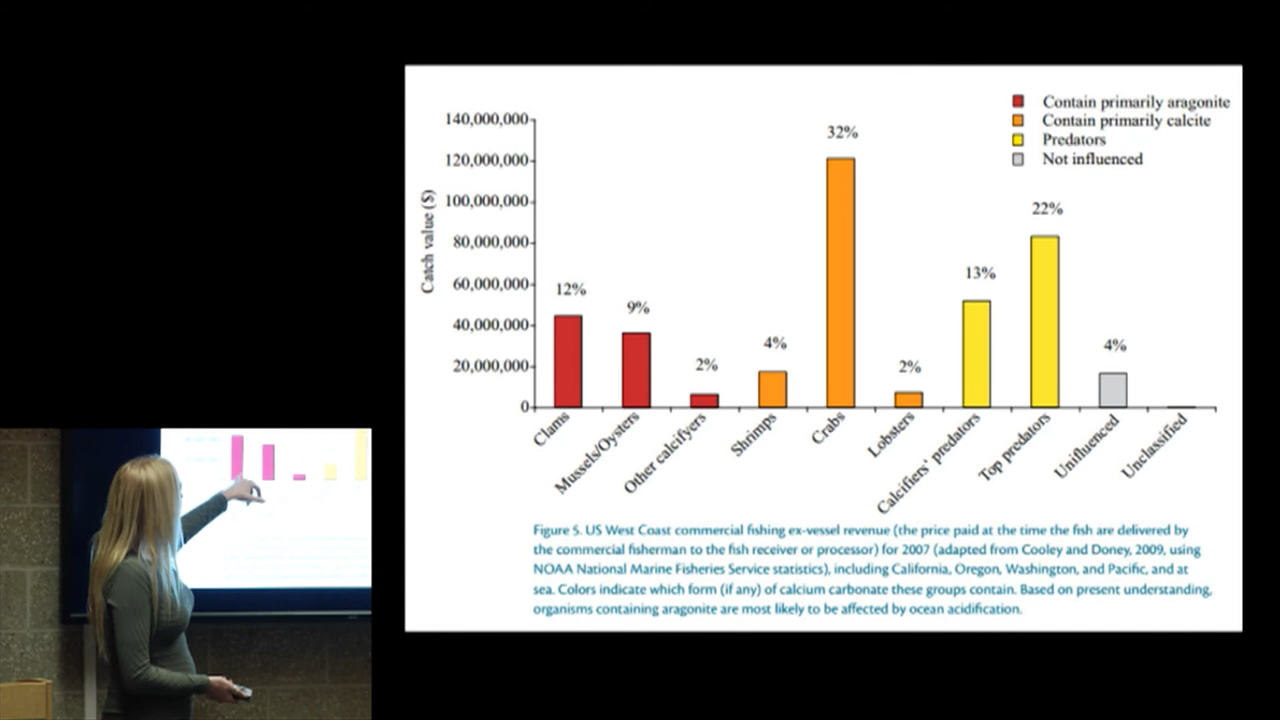 Contain primarily aragonite
Contain primarily calcite
Predators
Not influenced
Catch value ($)
140,000,000
120,000,000
100,000,000
80,000,000
60,000,000
40,000,000
20,000,000
0
12%
9%
2%
4%
32%
2%
13%
22%
4%
Clams
Mussels/Oysters
Other calcifyers
Shrimps
Crabs
Lobsters
Calcifiers' predators
Top predators
Uninfluenced
Unclassified
Figure 5. US West Coast commercial fishing ex-vessel revenue (the price paid at the time the fish are delivered by
the commercial fisherman to the fish receiver or processor) for 2007 (adapted from Cooley and Doney, 2009, using
NOAA National Marine Fisheries Service statistics), including California, Oregon, Washington, and Pacific, and at
sea. Colors indicate which form (if any) of calcium carbonate these groups contain. Based on present understanding,
organisms containing aragonite are most likely to be affected by ocean acidification.